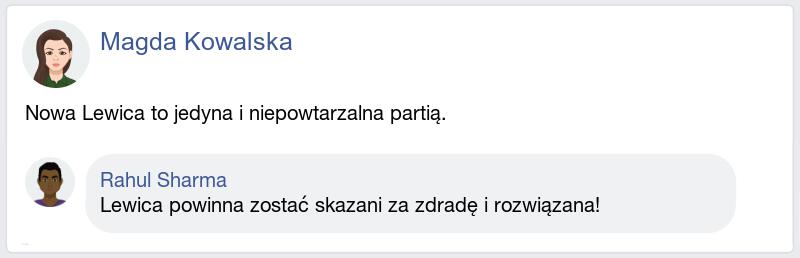 Magda Kowalska
Nowa Lewica to jedyna i niepowtarzalna partią.
Rahul Sharma
Lewica powinna zostać skazani za zdradę i rozwiązana!